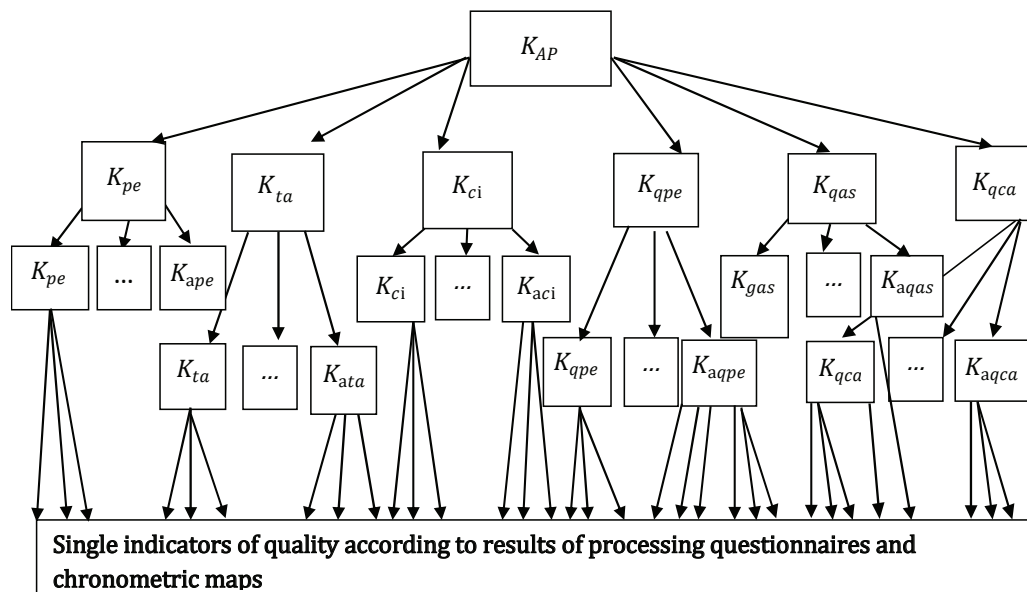 K_AP
K_pe K_ta K_ci K_qpe K_qas K_qca
K_pe ... K_ape K_ci ... K_aci K_gas ... K_aqas
K_ta ... K_ata K_qpe ... K_aqpe K_qca ... K_aqca
Single indicators of quality according to results of processing questionnaires and
chronometric maps